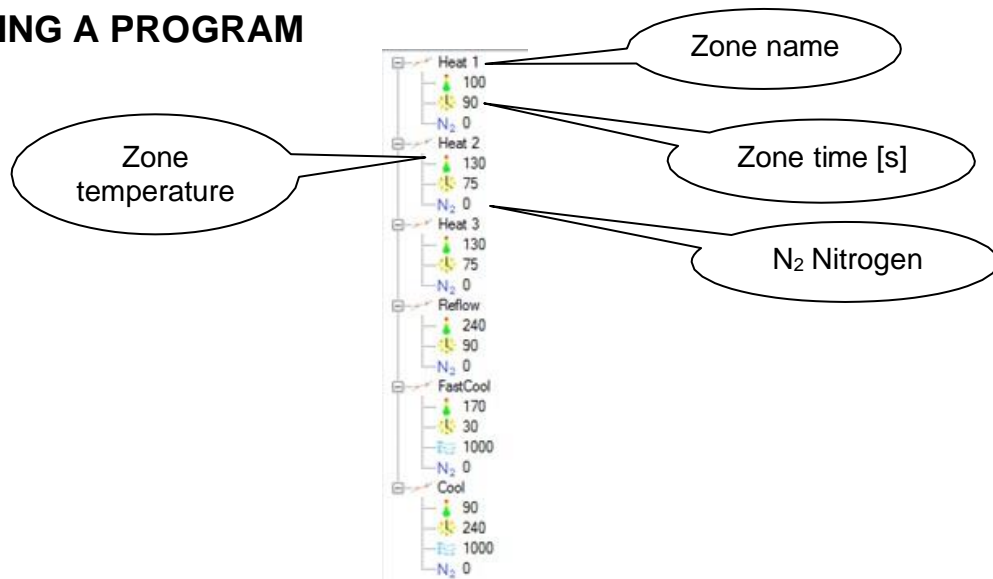 ING A PROGRAM
Zone name
Zone
temperature
Zone time [s]
N₂ Nitrogen
Heat 1
100
90
N₂ 0
Heat 2
130
75
N₂ 0
Heat 3
130
75
N₂ 0
Reflow
240
90
N₂ 0
FastCool
170
30
1000
N₂ 0
Cool
90
240
1000
N₂ 0